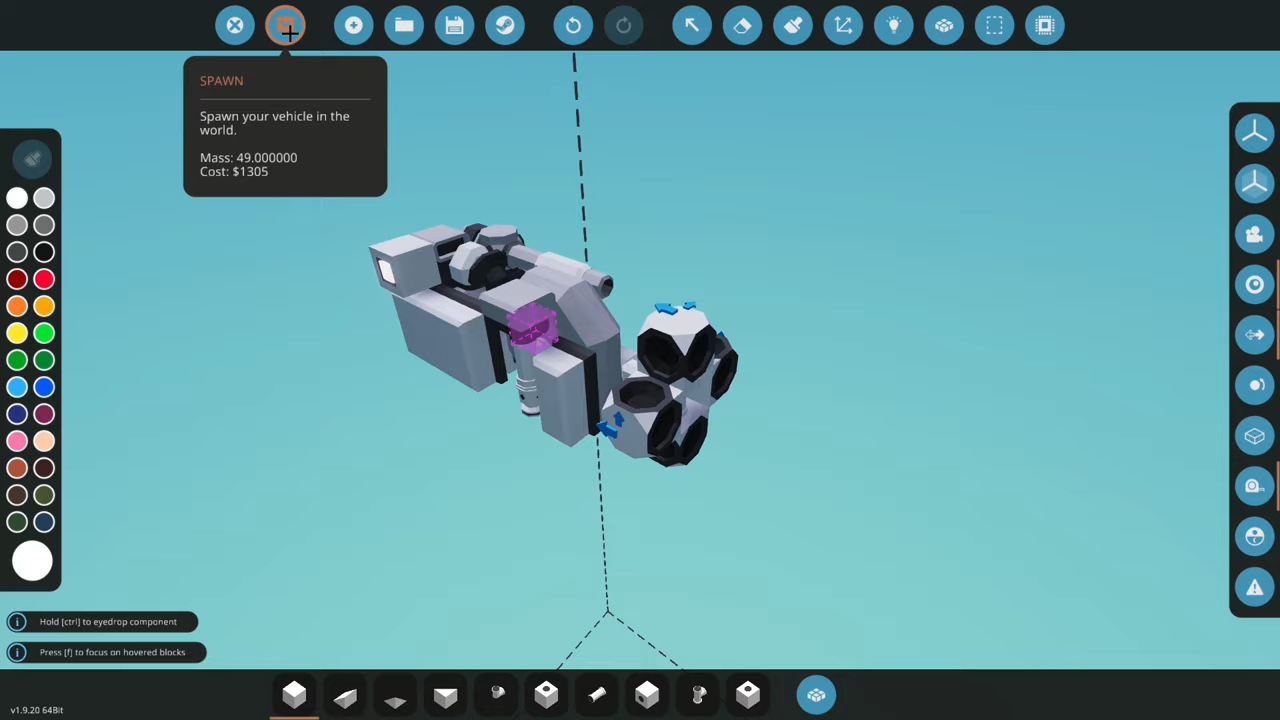 SPAWN
Spawn your vehicle in the
world.
Mass: 49.000000
Cost: $1305
Hold [ctrl] to eyedrop component
Press [f] to focus on hovered blocks
v1.9.20 64Bit